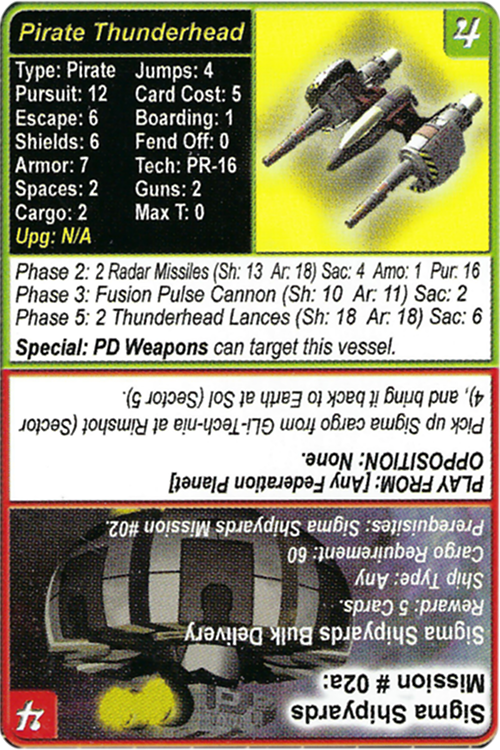 Pirate Thunderhead
4
Type: Pirate Jumps: 4
Pursuit: 12 Card Cost: 5
Escape: 6 Boarding: 1
Shields: 6 Fend Off: 0
Armor: 7 Tech: PR-16
Spaces: 2 Guns: 2
Cargo: 2 Max T: 0
Upg: N/A
Phase 2: 2 Radar Missiles (Sh: 13 Ar: 18) Sac: 4 Amo: 1 Pur: 16
Phase 3: Fusion Pulse Cannon (Sh: 10 Ar: 11) Sac: 2
Phase 5: 2 Thunderhead Lances (Sh: 18 Ar: 18) Sac: 6
Special: PD Weapons can target this vessel.
Sigma Shipyards
Mission # 02a:
4
Sigma Shipyards Bulk Delivery
Reward: 5 Cards.
Ship Type: Any
Cargo Requirement: 60
Prerequisites: Sigma Shipyards Mission #02.
PLAY FROM: [Any Federation Planet]
OPPOSITION: None.
Pick up Sigma cargo from GLi-Tech-nia at Rimshot (Sector
4), and bring it back to Earth at Sol (Sector 5).